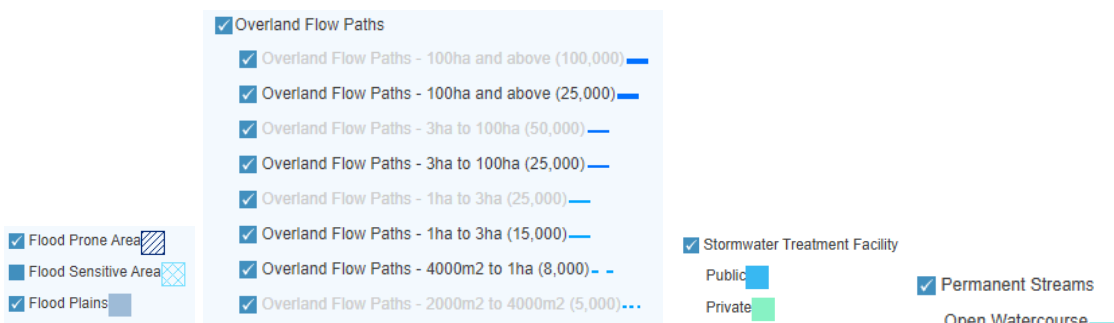 Overland Flow Paths
Overland Flow Paths - 100ha and above (100,000)
Overland Flow Paths - 100ha and above (25,000)
Overland Flow Paths - 3ha to 100ha (50,000)
Overland Flow Paths - 3ha to 100ha (25,000)
Overland Flow Paths - 1ha to 3ha (25,000)
Overland Flow Paths - 1ha to 3ha (15,000)
Overland Flow Paths - 4000m2 to 1ha (8,000)
Overland Flow Paths - 2000m2 to 4000m2 (5,000)
Flood Prone Area
Flood Sensitive Area
Flood Plains
Stormwater Treatment Facility
Public
Private
Permanent Streams
Open Watercourse